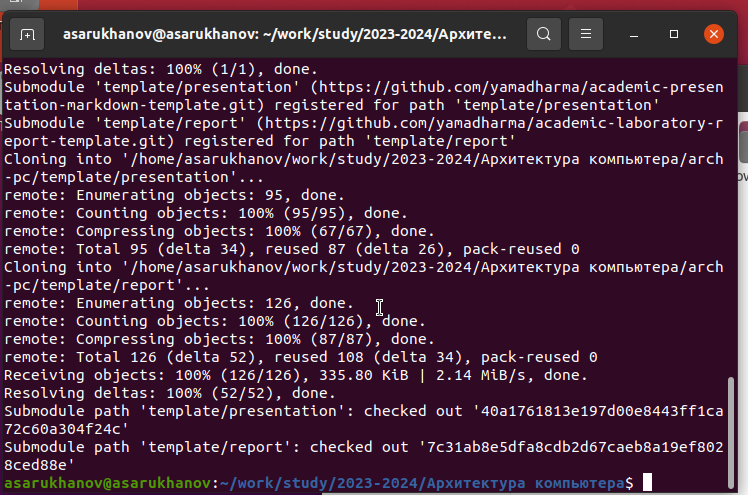 asarukhanov@asarukhanov: ~/work/study/2023-2024/Архите...
Resolving deltas: 100% (1/1), done.
Submodule 'template/presentation' (https://github.com/yamadharma/academic-presen
tation-markdown-template.git) registered for path 'template/presentation'
Submodule 'template/report' (https://github.com/yamadharma/academic-laboratory-r
eport-template.git) registered for path 'template/report'
Cloning into '/home/asarukhanov/work/study/2023-2024/Архитектура компьютера/arch
-pc/template/presentation'...
remote: Enumerating objects: 95, done.
remote: Counting objects: 100% (95/95), done.
remote: Compressing objects: 100% (67/67), done.
remote: Total 95 (delta 34), reused 87 (delta 26), pack-reused 0
Cloning into '/home/asarukhanov/work/study/2023-2024/Архитектура компьютера/arch
-pc/template/report'...
remote: Enumerating objects: 126, done.
remote: Counting objects: 100% (126/126), done.
remote: Compressing objects: 100% (87/87), done.
remote: Total 126 (delta 52), reused 108 (delta 34), pack-reused 0
Receiving objects: 100% (126/126), 335.80 KiB | 2.14 MiB/s, done.
Resolving deltas: 100% (52/52), done.
Submodule path 'template/presentation': checked out '40a1761813e197d00e8443ff1ca
72c60a304f24c'
Submodule path 'template/report': checked out '7c31ab8e5dfa8cdb2d67caeb8a19ef802
8ced88e'
asarukhanov@asarukhanov:~/work/study/2023-2024/Архитектура компьютера$